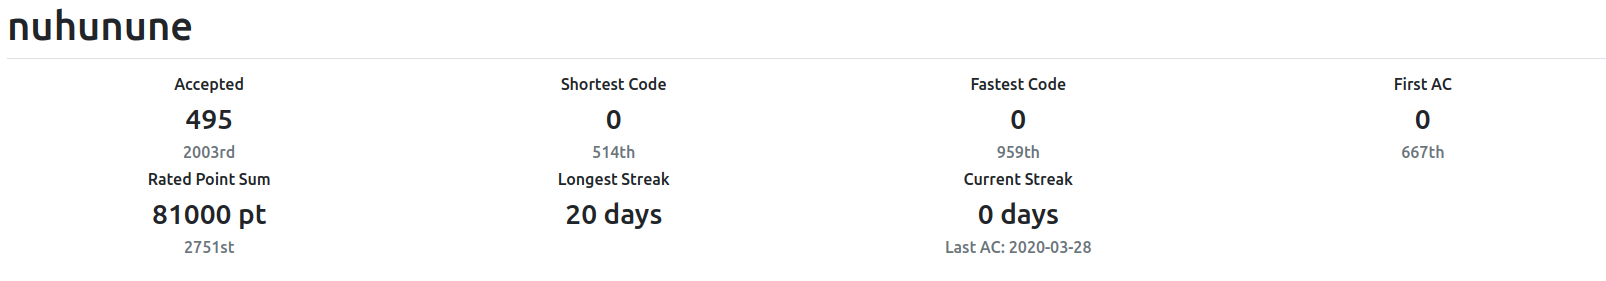 nuhunune
Accepted Shortest Code Fastest Code First AC
495 0 0 0
2003rd 514th 959th 667th
Rated Point Sum Longest Streak Current Streak
81000 pt 20 days 0 days
2751st Last AC: 2020-03-28